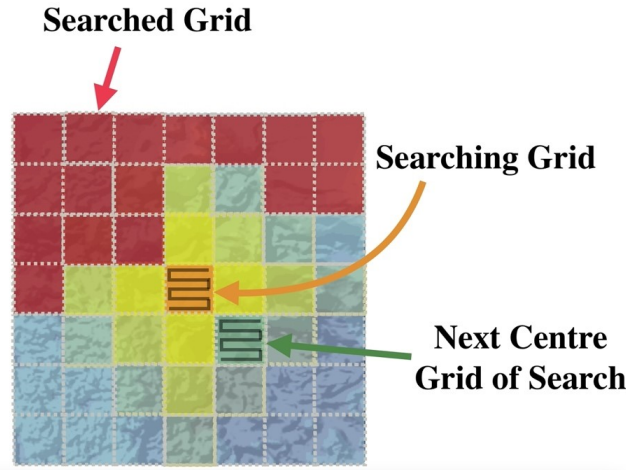 Searched Grid
Searching Grid
Next Centre
Grid of Search